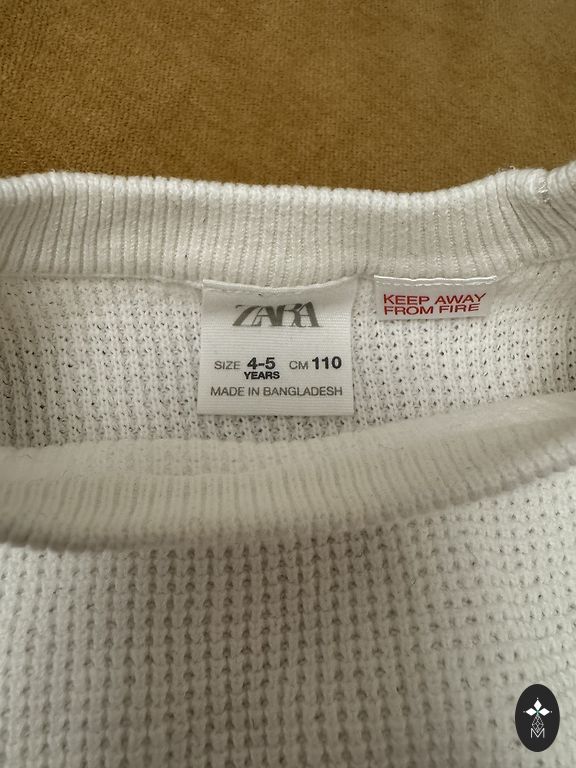 ZARA
SIZE 4-5 YEARS CM 110
MADE IN BANGLADESH
KEEP AWAY
FROM FIRE
M